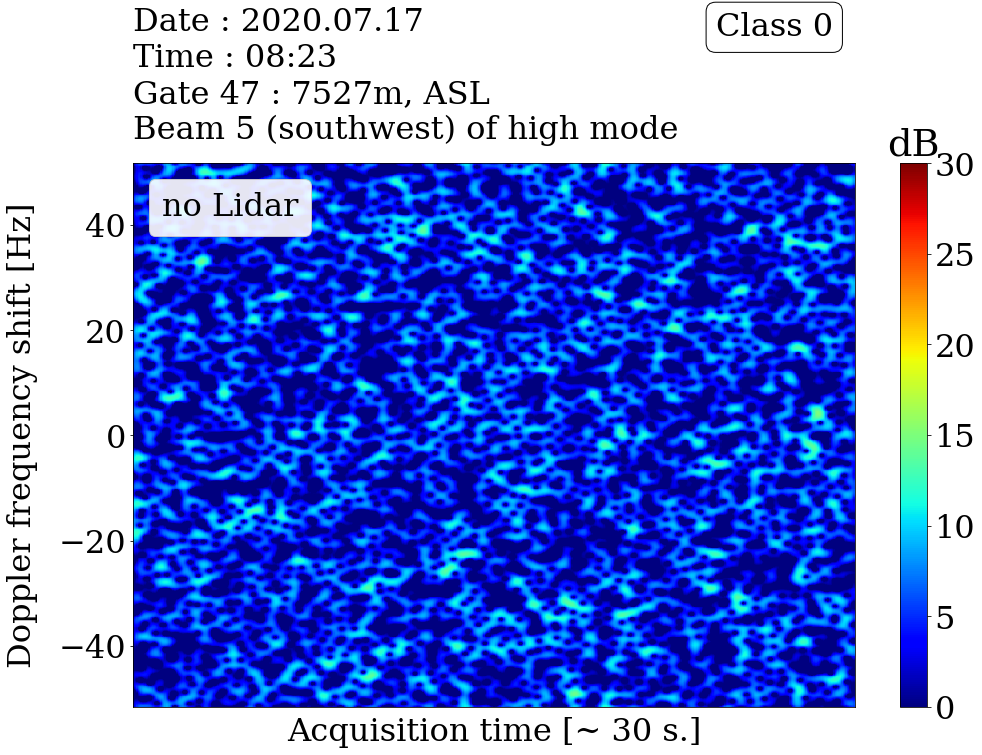 Date : 2020.07.17
Time : 08:23
Gate 47 : 7527m, ASL
Beam 5 (southwest) of high mode
Class 0
dB
no Lidar
Doppler frequency shift [Hz]
40
20
0
−20
−40
30
25
20
15
10
5
0
Acquisition time [~ 30 s.]